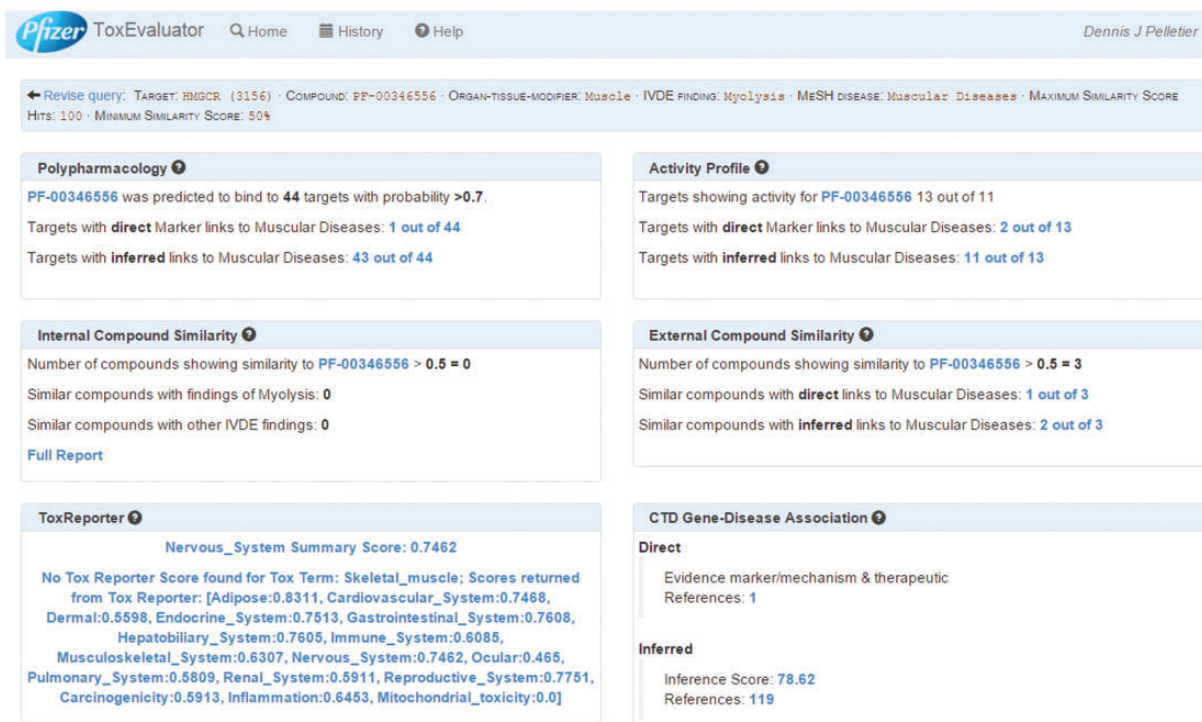 Pfizer ToxEvaluator Home History Help Dennis J Pelletier
Revise query: TARGET: HMGCR (3156) · COMPOUND: PF-00346556 · ORGAN-TISSUE-MODIFIER: Muscle · IVDE FINDING: Myolysis · MESH DISEASE: Muscular Diseases · MAXIMUM SIMILARITY SCORE
HITS: 100 · MINIMUM SIMILARITY SCORE: 50%
Polypharmacology
PF-00346556 was predicted to bind to 44 targets with probability >0.7.
Targets with direct Marker links to Muscular Diseases: 1 out of 44
Targets with inferred links to Muscular Diseases: 43 out of 44
Activity Profile
Targets showing activity for PF-00346556 13 out of 11
Targets with direct Marker links to Muscular Diseases: 2 out of 13
Targets with inferred links to Muscular Diseases: 11 out of 13
Internal Compound Similarity
Number of compounds showing similarity to PF-00346556 > 0.5 = 0
Similar compounds with findings of Myolysis: 0
Similar compounds with other IVDE findings: 0
Full Report
External Compound Similarity
Number of compounds showing similarity to PF-00346556 > 0.5 = 3
Similar compounds with direct links to Muscular Diseases: 1 out of 3
Similar compounds with inferred links to Muscular Diseases: 2 out of 3
ToxReporter
Nervous_System Summary Score: 0.7462
No Tox Reporter Score found for Tox Term: Skeletal_muscle; Scores returned
from Tox Reporter: [Adipose:0.8311, Cardiovascular_System:0.7468,
Dermal:0.5598, Endocrine_System:0.7513, Gastrointestinal_System:0.7608,
Hepatobiliary_System:0.7605, Immune_System:0.6085,
Musculoskeletal_System:0.6307, Nervous_System:0.7462, Ocular:0.465,
Pulmonary_System:0.5809, Renal_System:0.5911, Reproductive_System:0.7751,
Carcinogenicity:0.5913, Inflammation:0.6453, Mitochondrial_toxicity:0.0]
CTD Gene-Disease Association
Direct
Evidence marker/mechanism & therapeutic
References: 1
Inferred
Inference Score: 78.62
References: 119